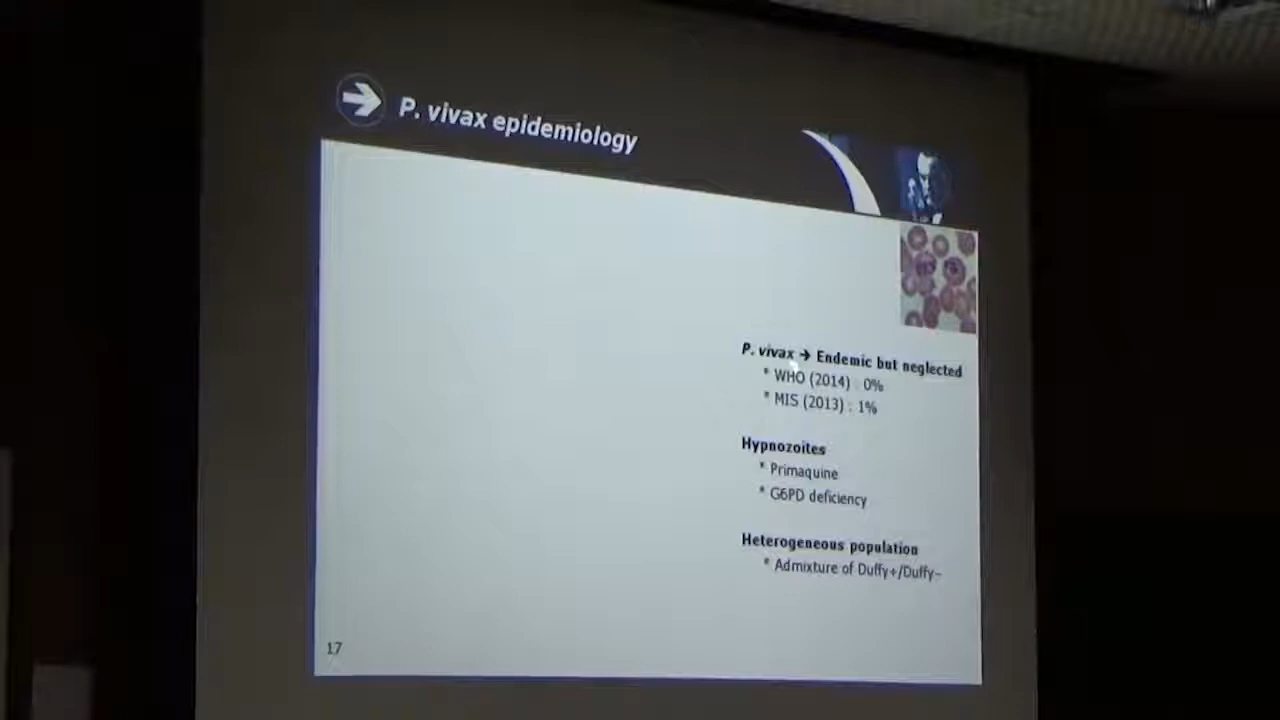 P. vivax epidemiology
P. vivax → Endemic but neglected
* WHO (2014) : 0%
* MIS (2013) : 1%
Hypnozoites
* Primaquine
* G6PD deficiency
Heterogeneous population
* Admixture of Duffy+/Duffy-
17